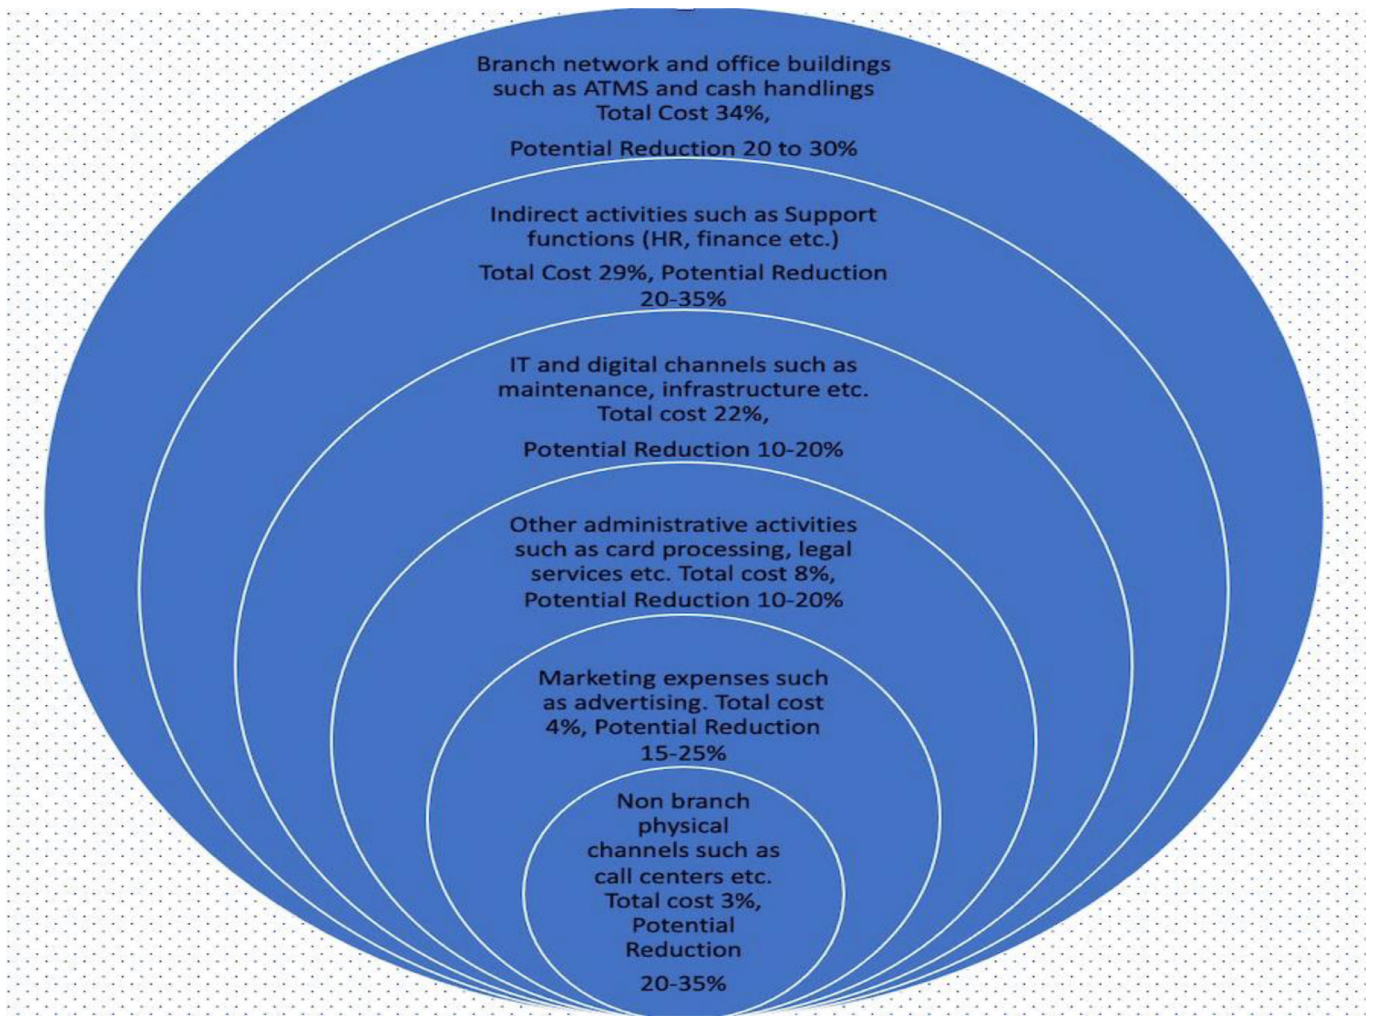 Branch network and office buildings
such as ATMS and cash handlings
Total Cost 34%,
Potential Reduction 20 to 30%
Indirect activities such as Support
functions (HR, finance etc.)
Total Cost 29%, Potential Reduction
20-35%
IT and digital channels such as
maintenance, infrastructure etc.
Total cost 22%,
Potential Reduction 10-20%
Other administrative activities
such as card processing, legal
services etc. Total cost 8%,
Potential Reduction 10-20%
Marketing expenses such
as advertising. Total cost
4%, Potential Reduction
15-25%
Non branch
physical
channels such as
call centers etc.
Total cost 3%,
Potential
Reduction
20-35%